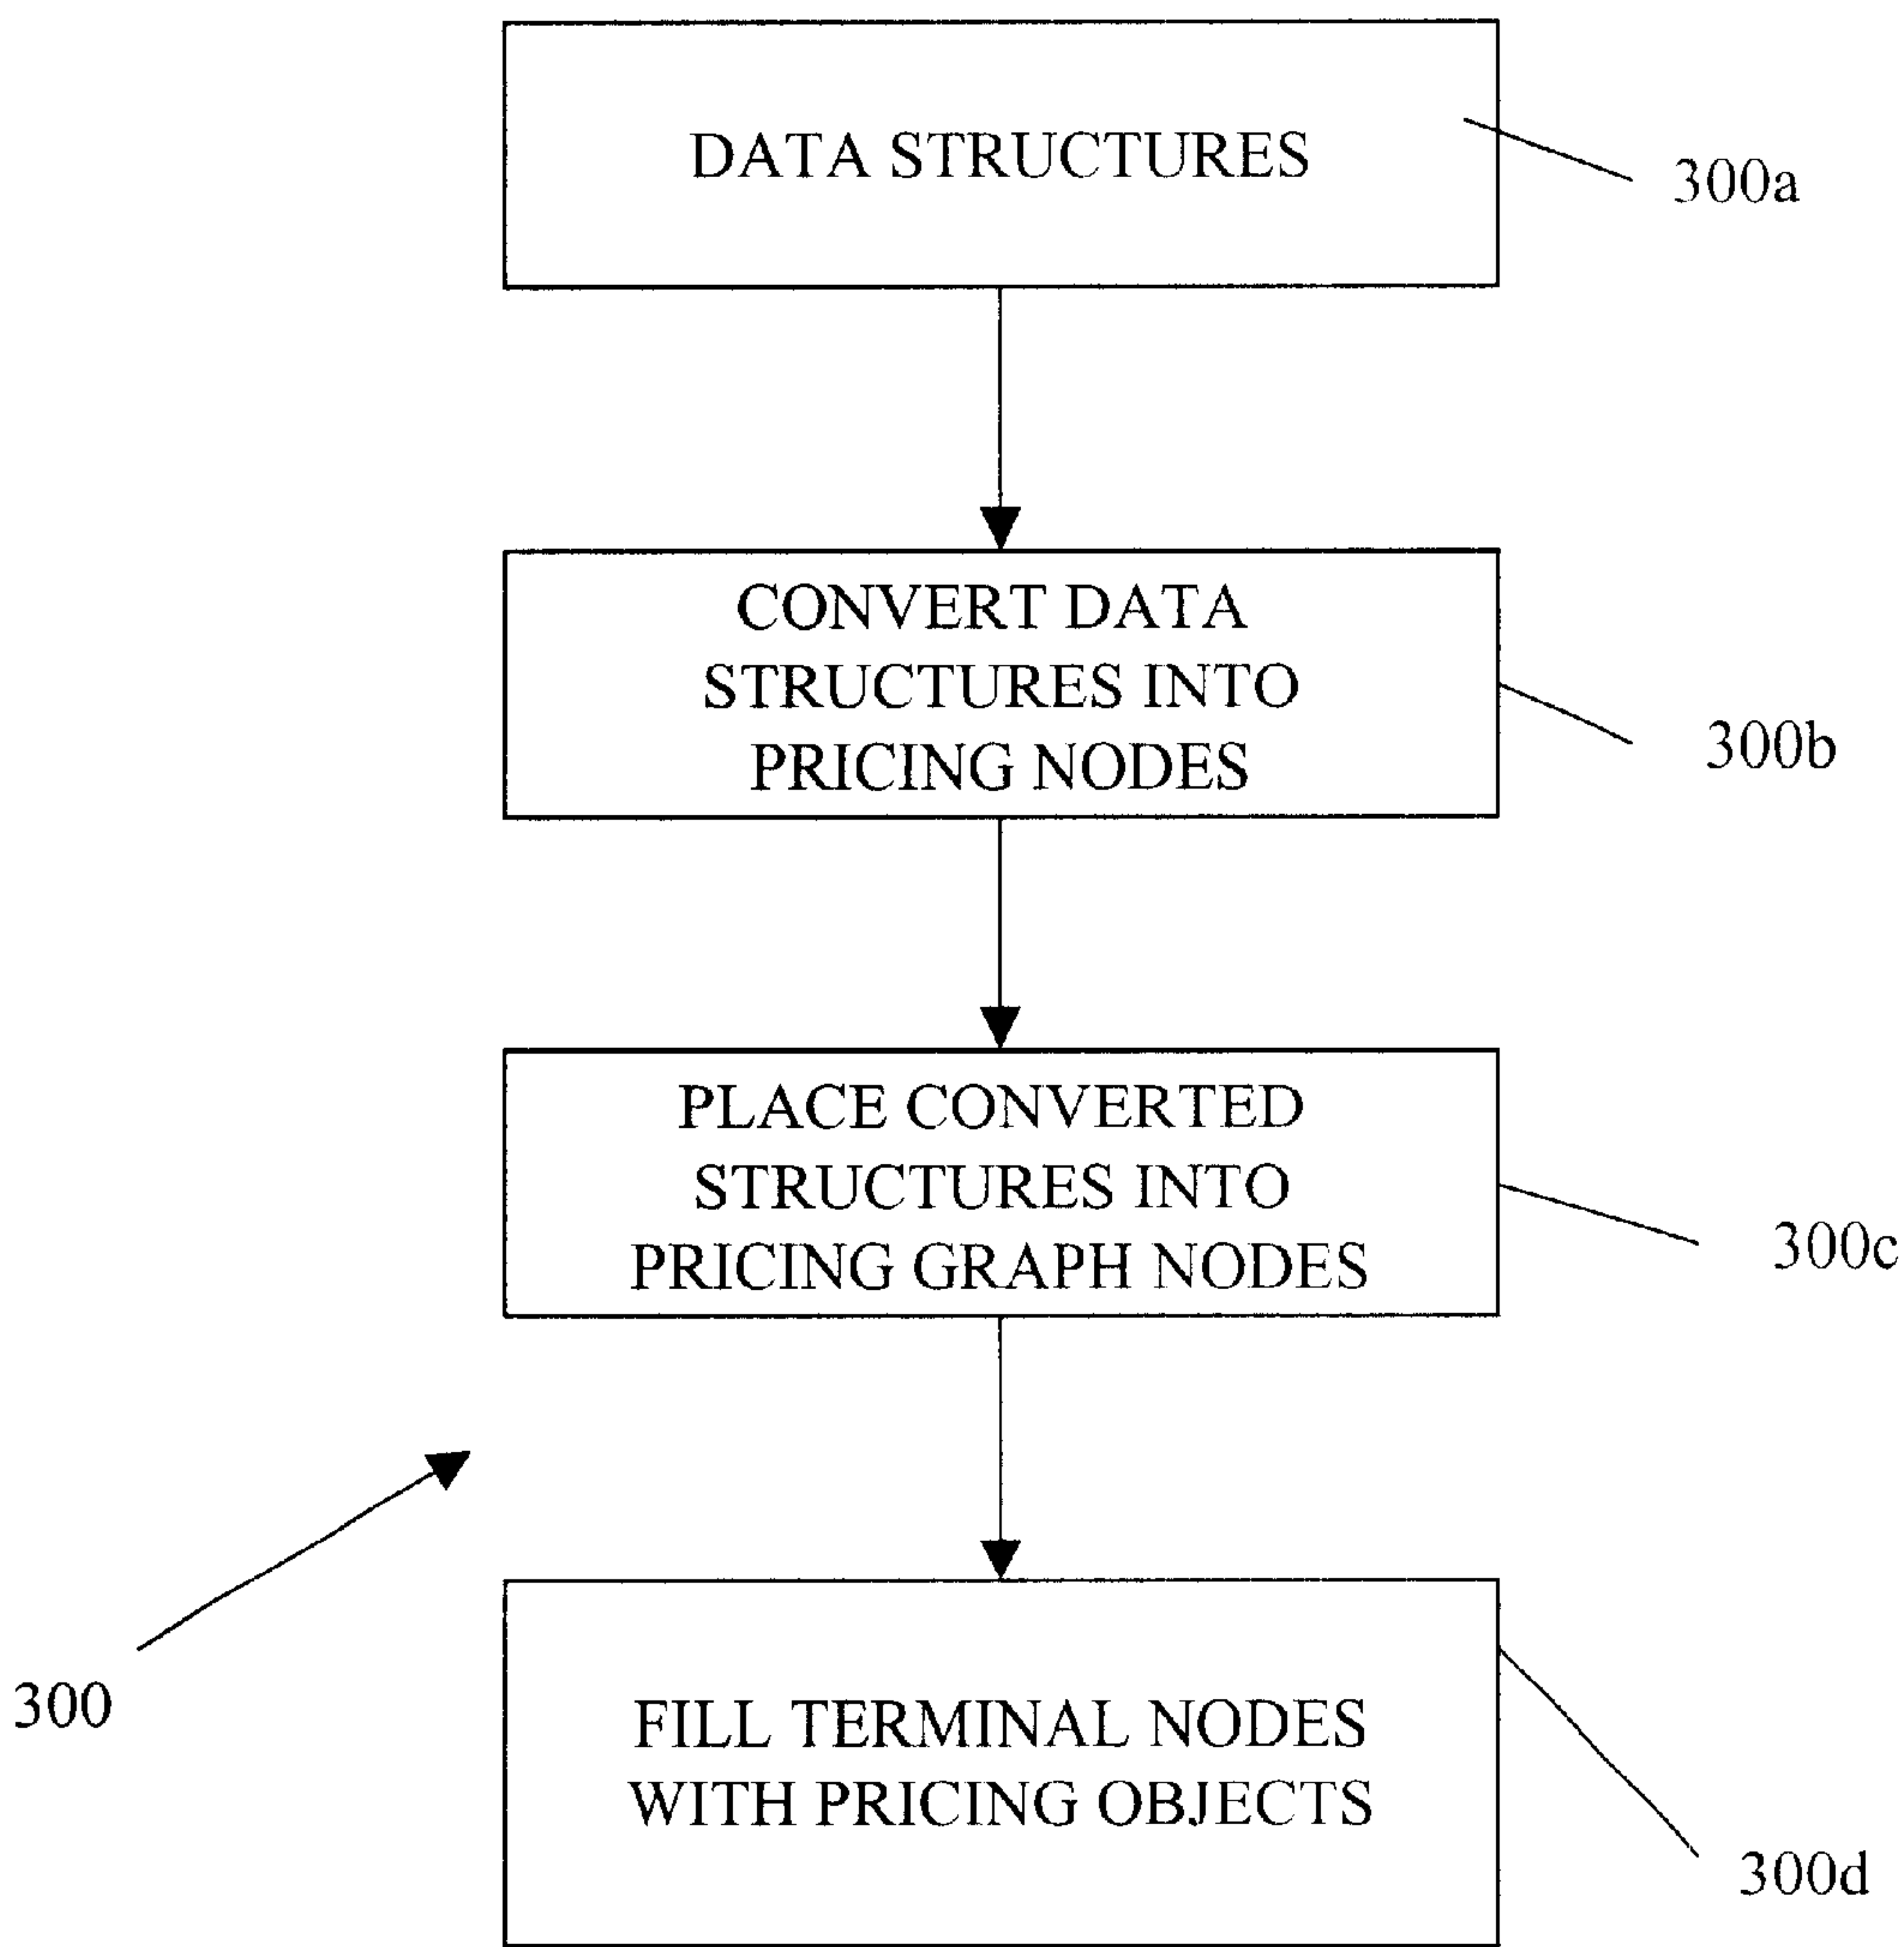 DATA STRUCTURES
300a
CONVERT DATA
STRUCTURES INTO
PRICING NODES
300b
PLACE CONVERTED
STRUCTURES INTO
PRICING GRAPH NODES
300c
300
FILL TERMINAL NODES
WITH PRICING OBJECTS
300d